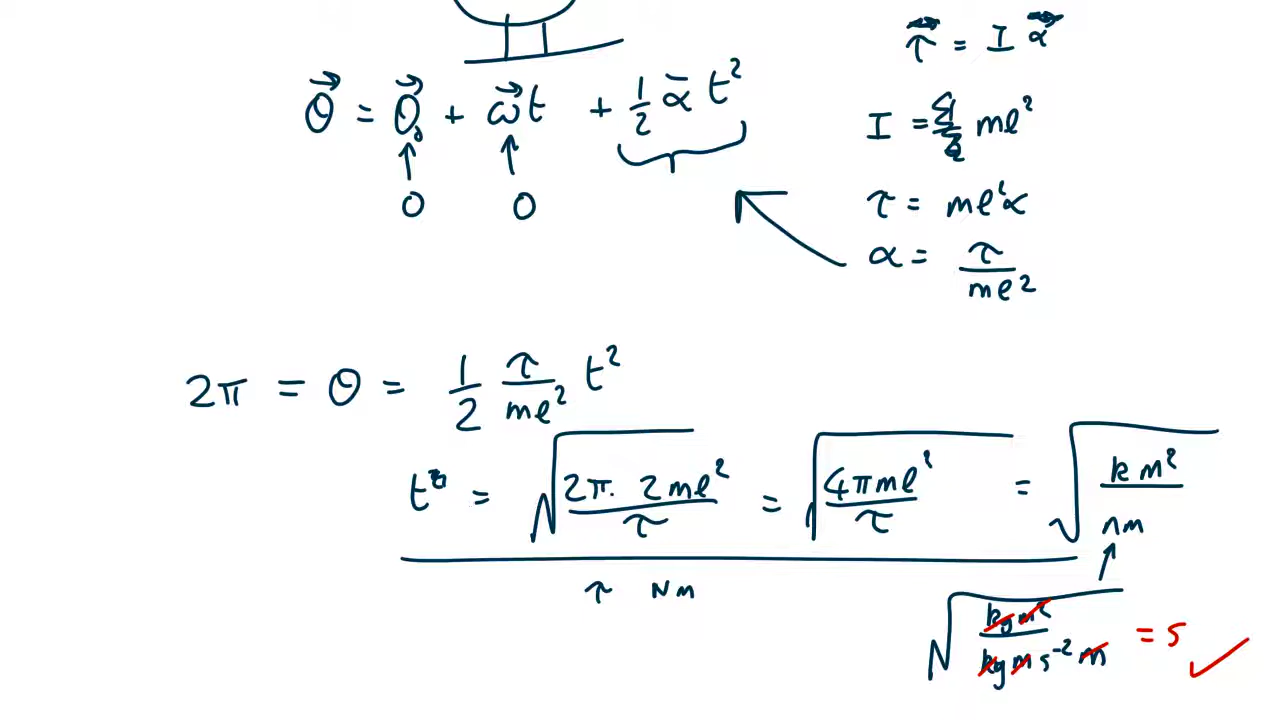 τ⃗ = I α⃗
θ⃗ = θ⃗₀ + ω⃗t + ½ ᾱ t²
I = mℓ²
0 0
τ = mℓ²α
α = τ/mℓ²
2π = θ = ½ τ/mℓ² t²
t = √(2π · 2mℓ²/τ) = √(4πmℓ²/τ) = √(k m²/nm)
τ Nm
√(kg m²/kg m s⁻² m) = s ✓